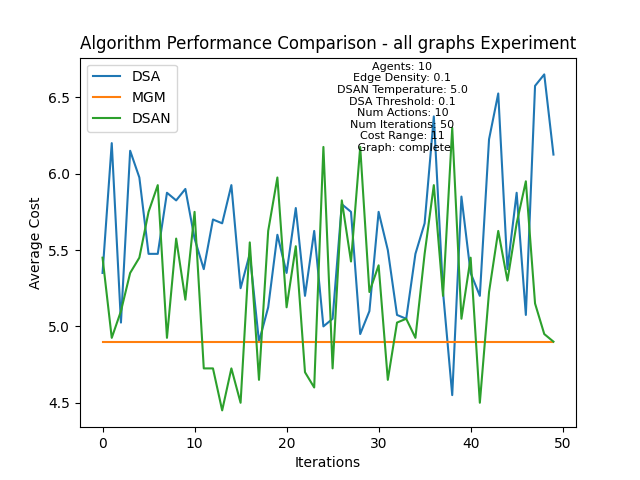 Algorithm Performance Comparison - all graphs Experiment
DSA
MGM
DSAN
Agents: 10
Edge Density: 0.1
DSAN Temperature: 5.0
DSA Threshold: 0.1
Num Actions: 10
Num Iterations: 50
Cost Range: 11
Graph: complete
Average Cost
6.5
6.0
5.5
5.0
4.5
0 10 20 30 40 50
Iterations